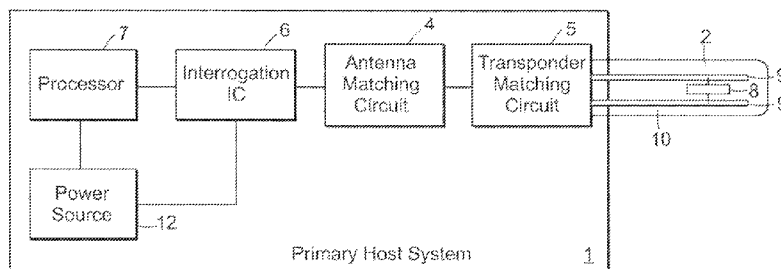 7
6
4
5
2
Processor
Interrogation
IC
Antenna
Matching
Circuit
Transponder
Matching
Circuit
9
8
9
10
Power
Source
12
Primary Host System
1